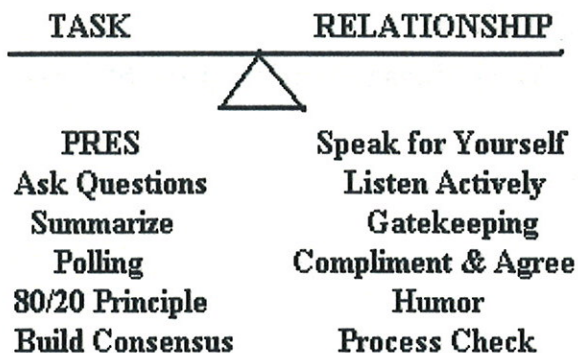 TASK RELATIONSHIP
PRES Speak for Yourself
Ask Questions Listen Actively
Summarize Gatekeeping
Polling Compliment & Agree
80/20 Principle Humor
Build Consensus Process Check